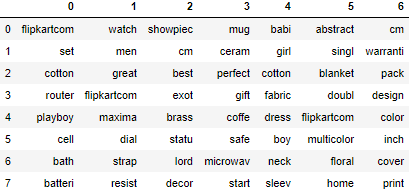 0 1 2 3 4 5 6
0 flipkartcom watch showpiec mug babi abstract cm
1 set men cm ceram girl singl warranti
2 cotton great best perfect cotton blanket pack
3 router flipkartcom exot gift fabric doubl design
4 playboy maxima brass coffe dress flipkartcom color
5 cell dial statu safe boy multicolor inch
6 bath strap lord microwav neck floral cover
7 batteri resist decor start sleev home print